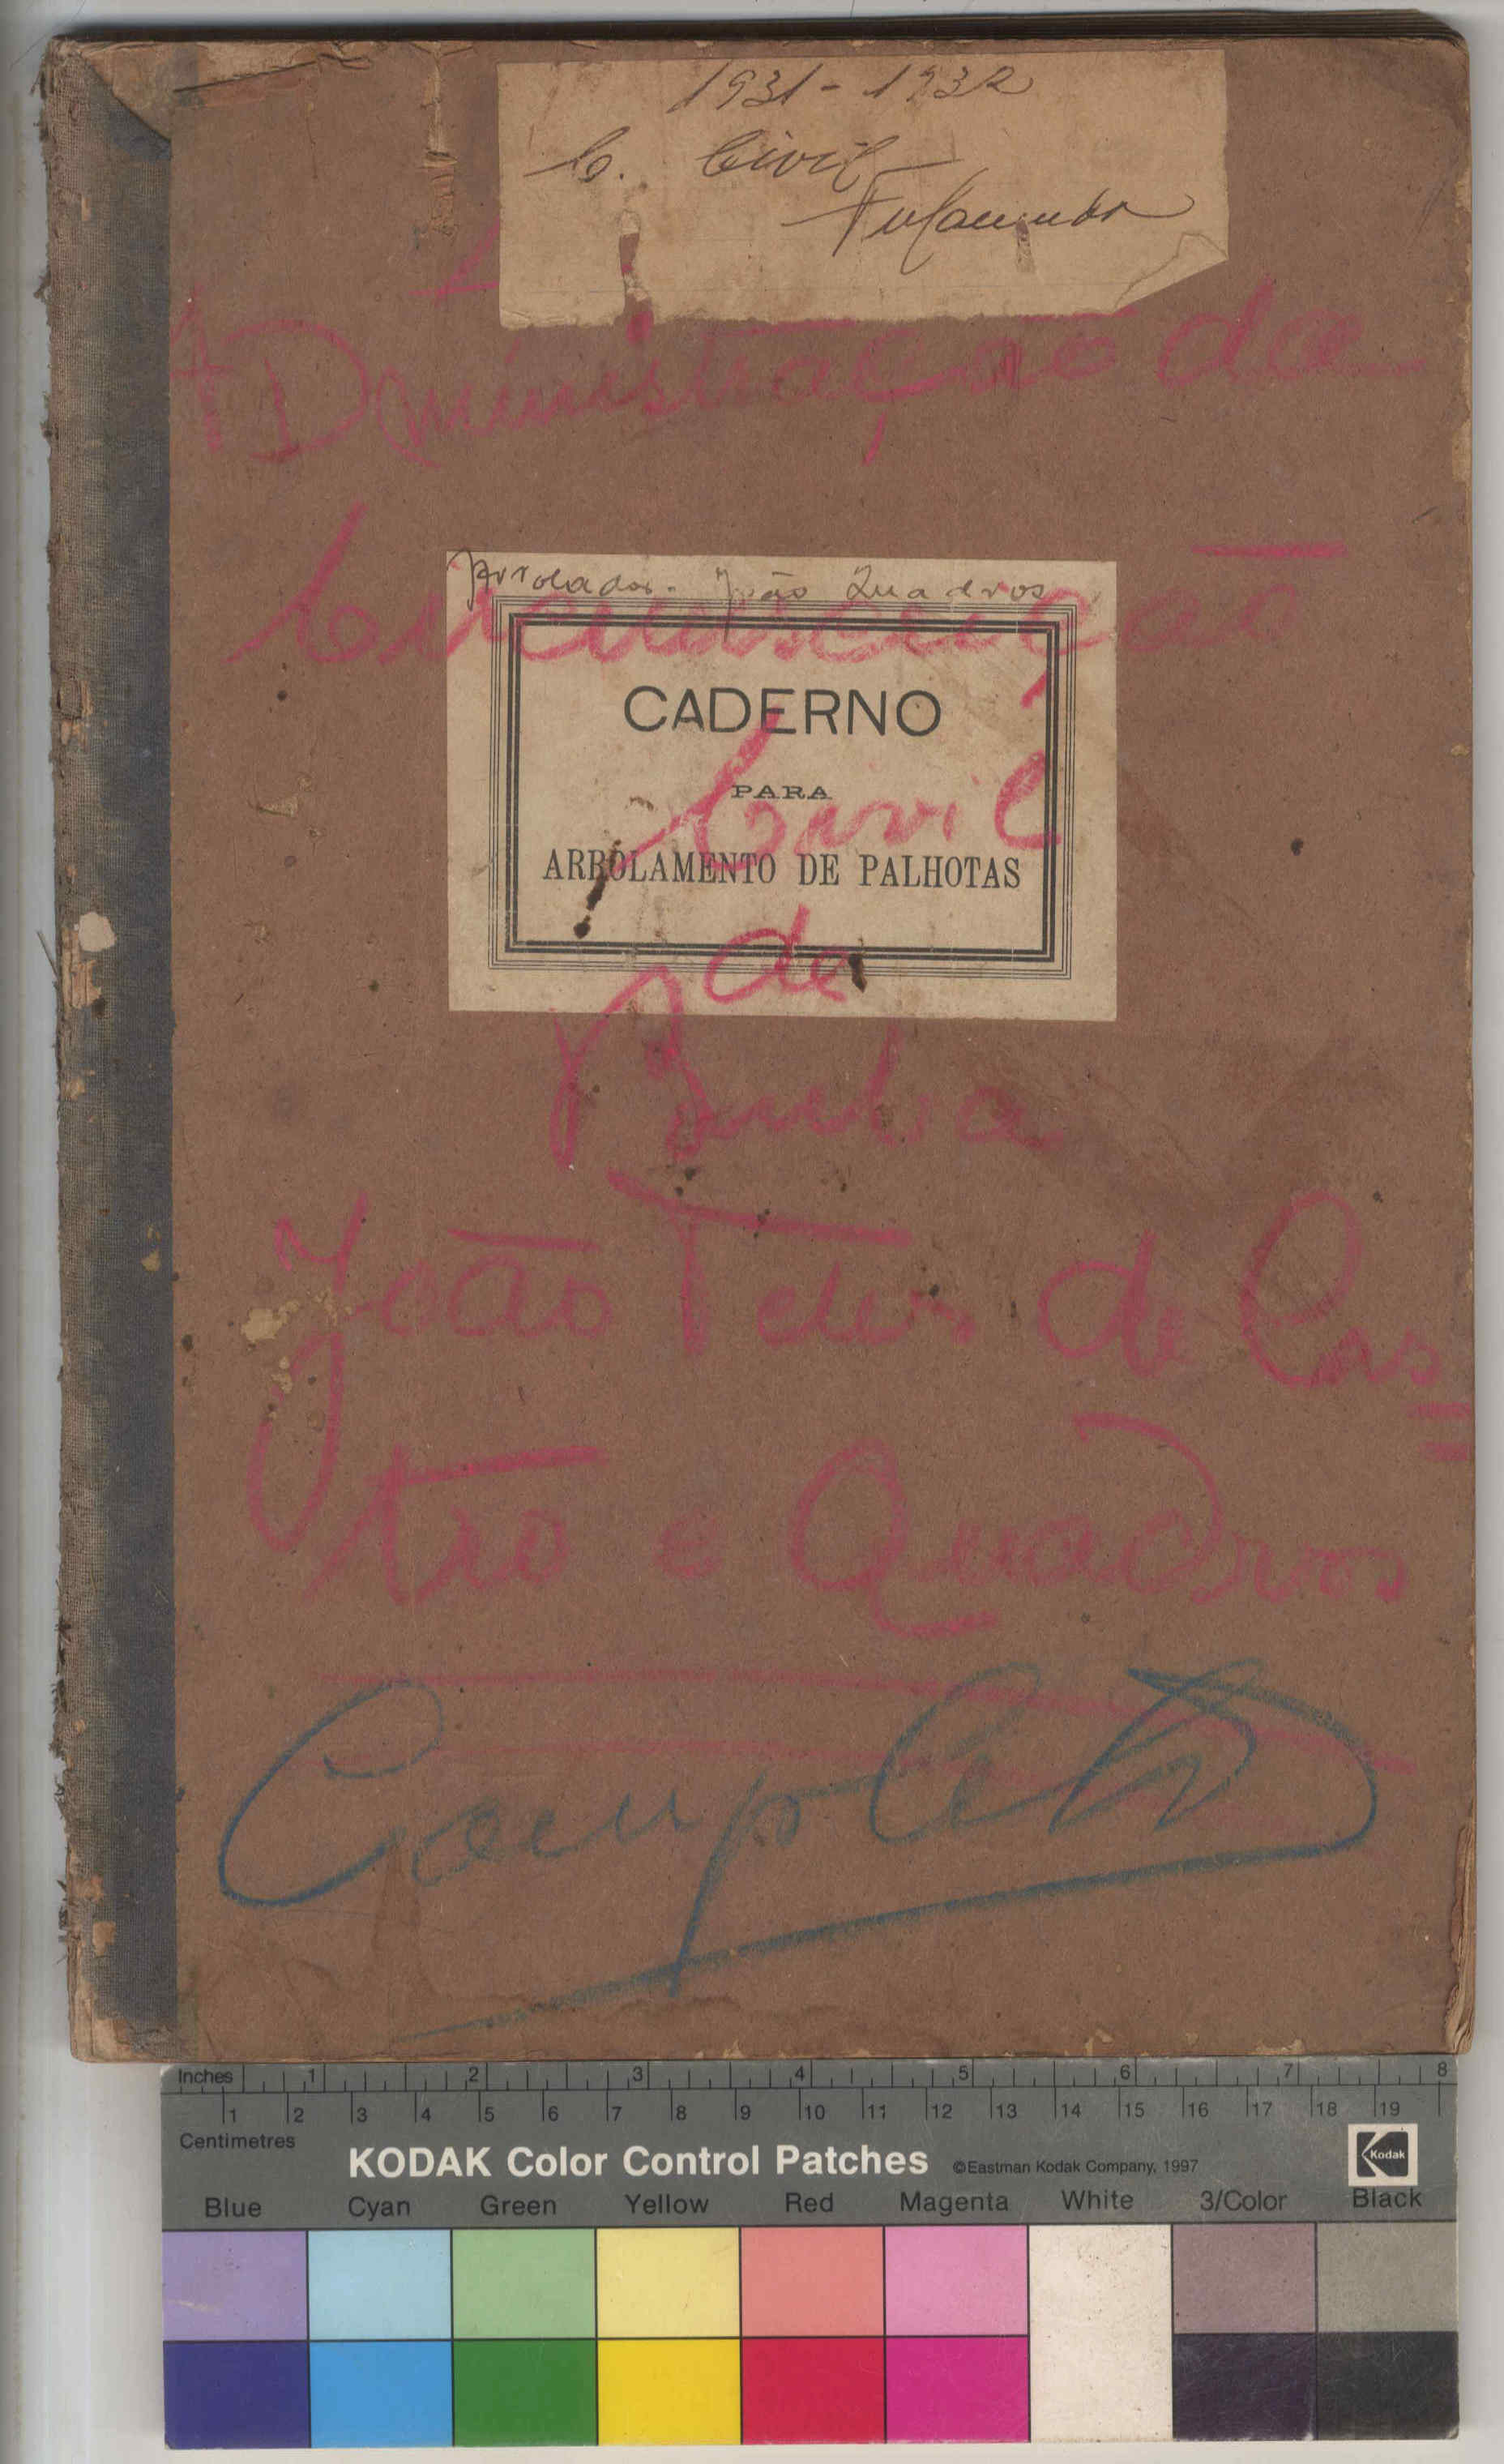 1931 - 1932
C. Civil
Fulacunda
ADministração da
Circunscrição
Arrolador - João Quadros
CADERNO
PARA
Civil
ARROLAMENTO DE PALHOTAS
de
Buba
João Teles de Cas=
tro e Quadros
Completo
Inches 1 2 3 4 5 6 7 8
1 2 3 4 5 6 7 8 9 10 11 12 13 14 15 16 17 18 19
Centimetres
KODAK Color Control Patches ©Eastman Kodak Company, 1997 Kodak
Blue Cyan Green Yellow Red Magenta White 3/Color Black